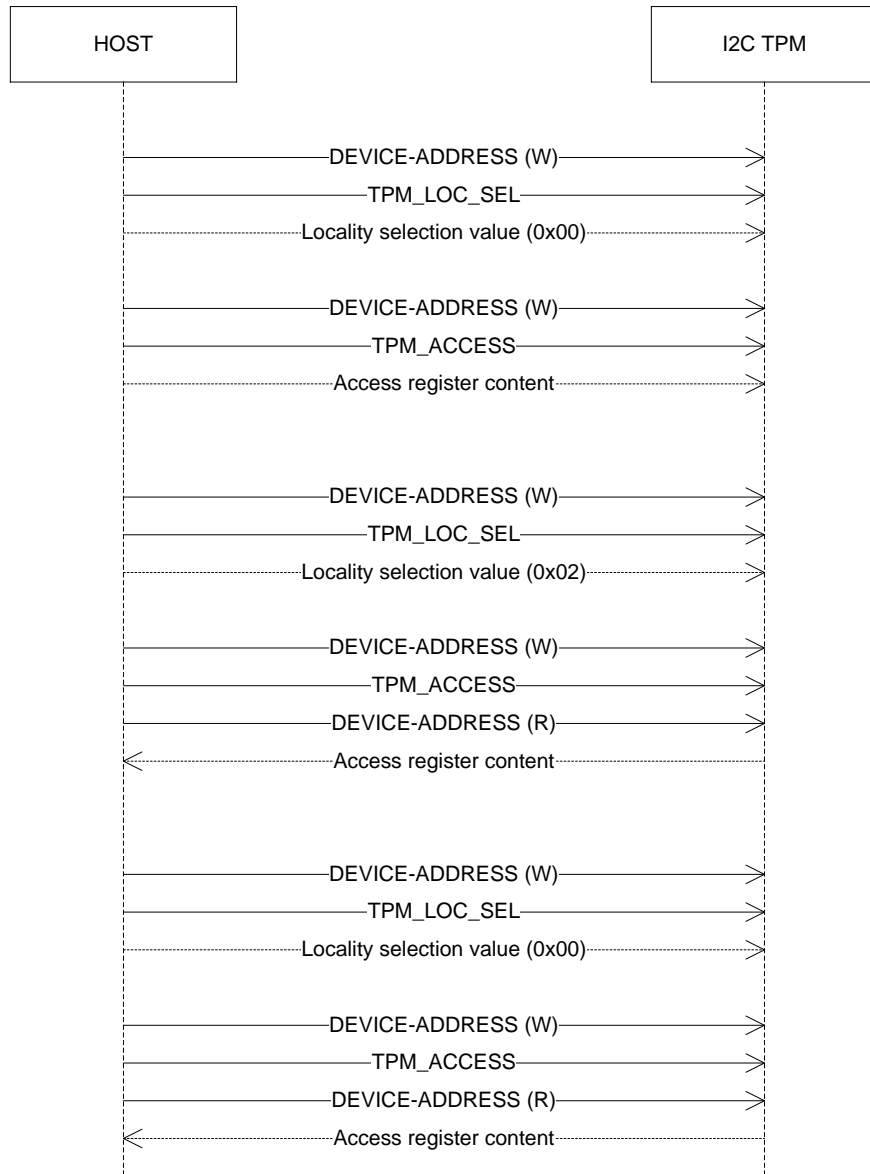 HOST
I2C TPM
DEVICE-ADDRESS (W)
TPM_LOC_SEL
Locality selection value (0x00)
DEVICE-ADDRESS (W)
TPM_ACCESS
Access register content
DEVICE-ADDRESS (W)
TPM_LOC_SEL
Locality selection value (0x02)
DEVICE-ADDRESS (W)
TPM_ACCESS
DEVICE-ADDRESS (R)
Access register content
DEVICE-ADDRESS (W)
TPM_LOC_SEL
Locality selection value (0x00)
DEVICE-ADDRESS (W)
TPM_ACCESS
DEVICE-ADDRESS (R)
Access register content